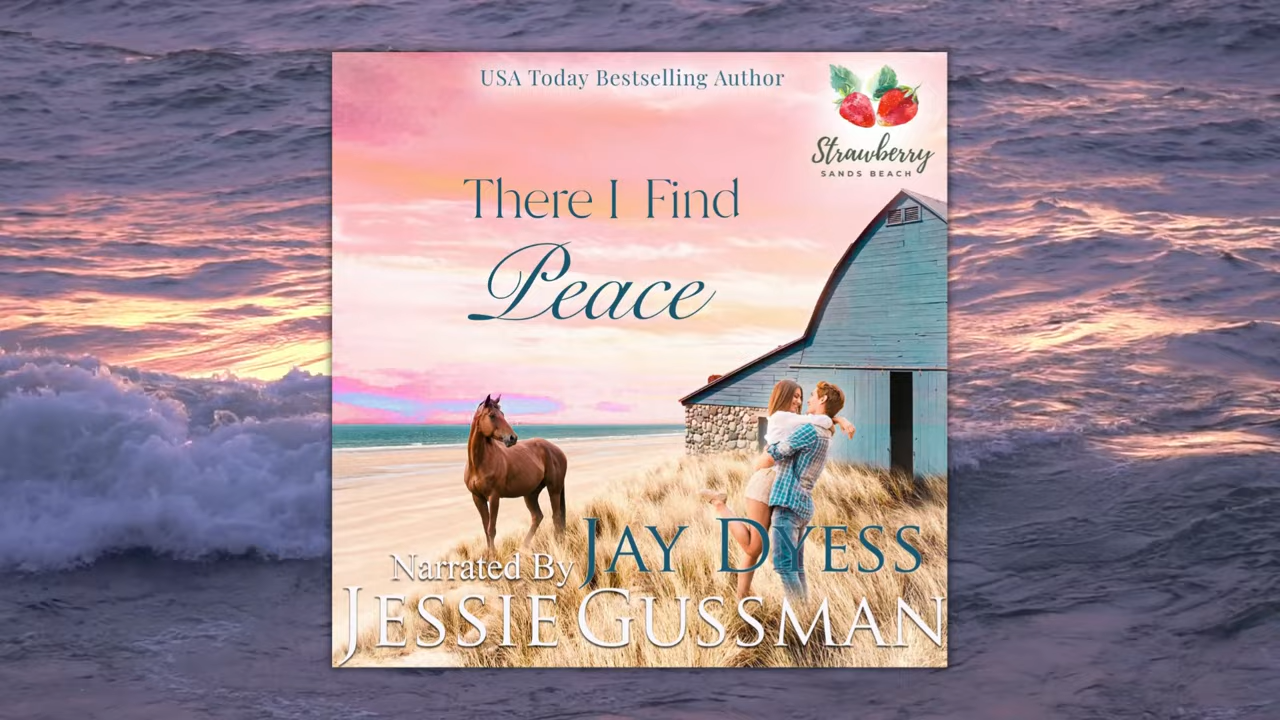 USA Today Bestselling Author
Strawberry
SANDS BEACH
There I Find
Peace
Narrated By JAY DYESS
JESSIE GUSSMAN